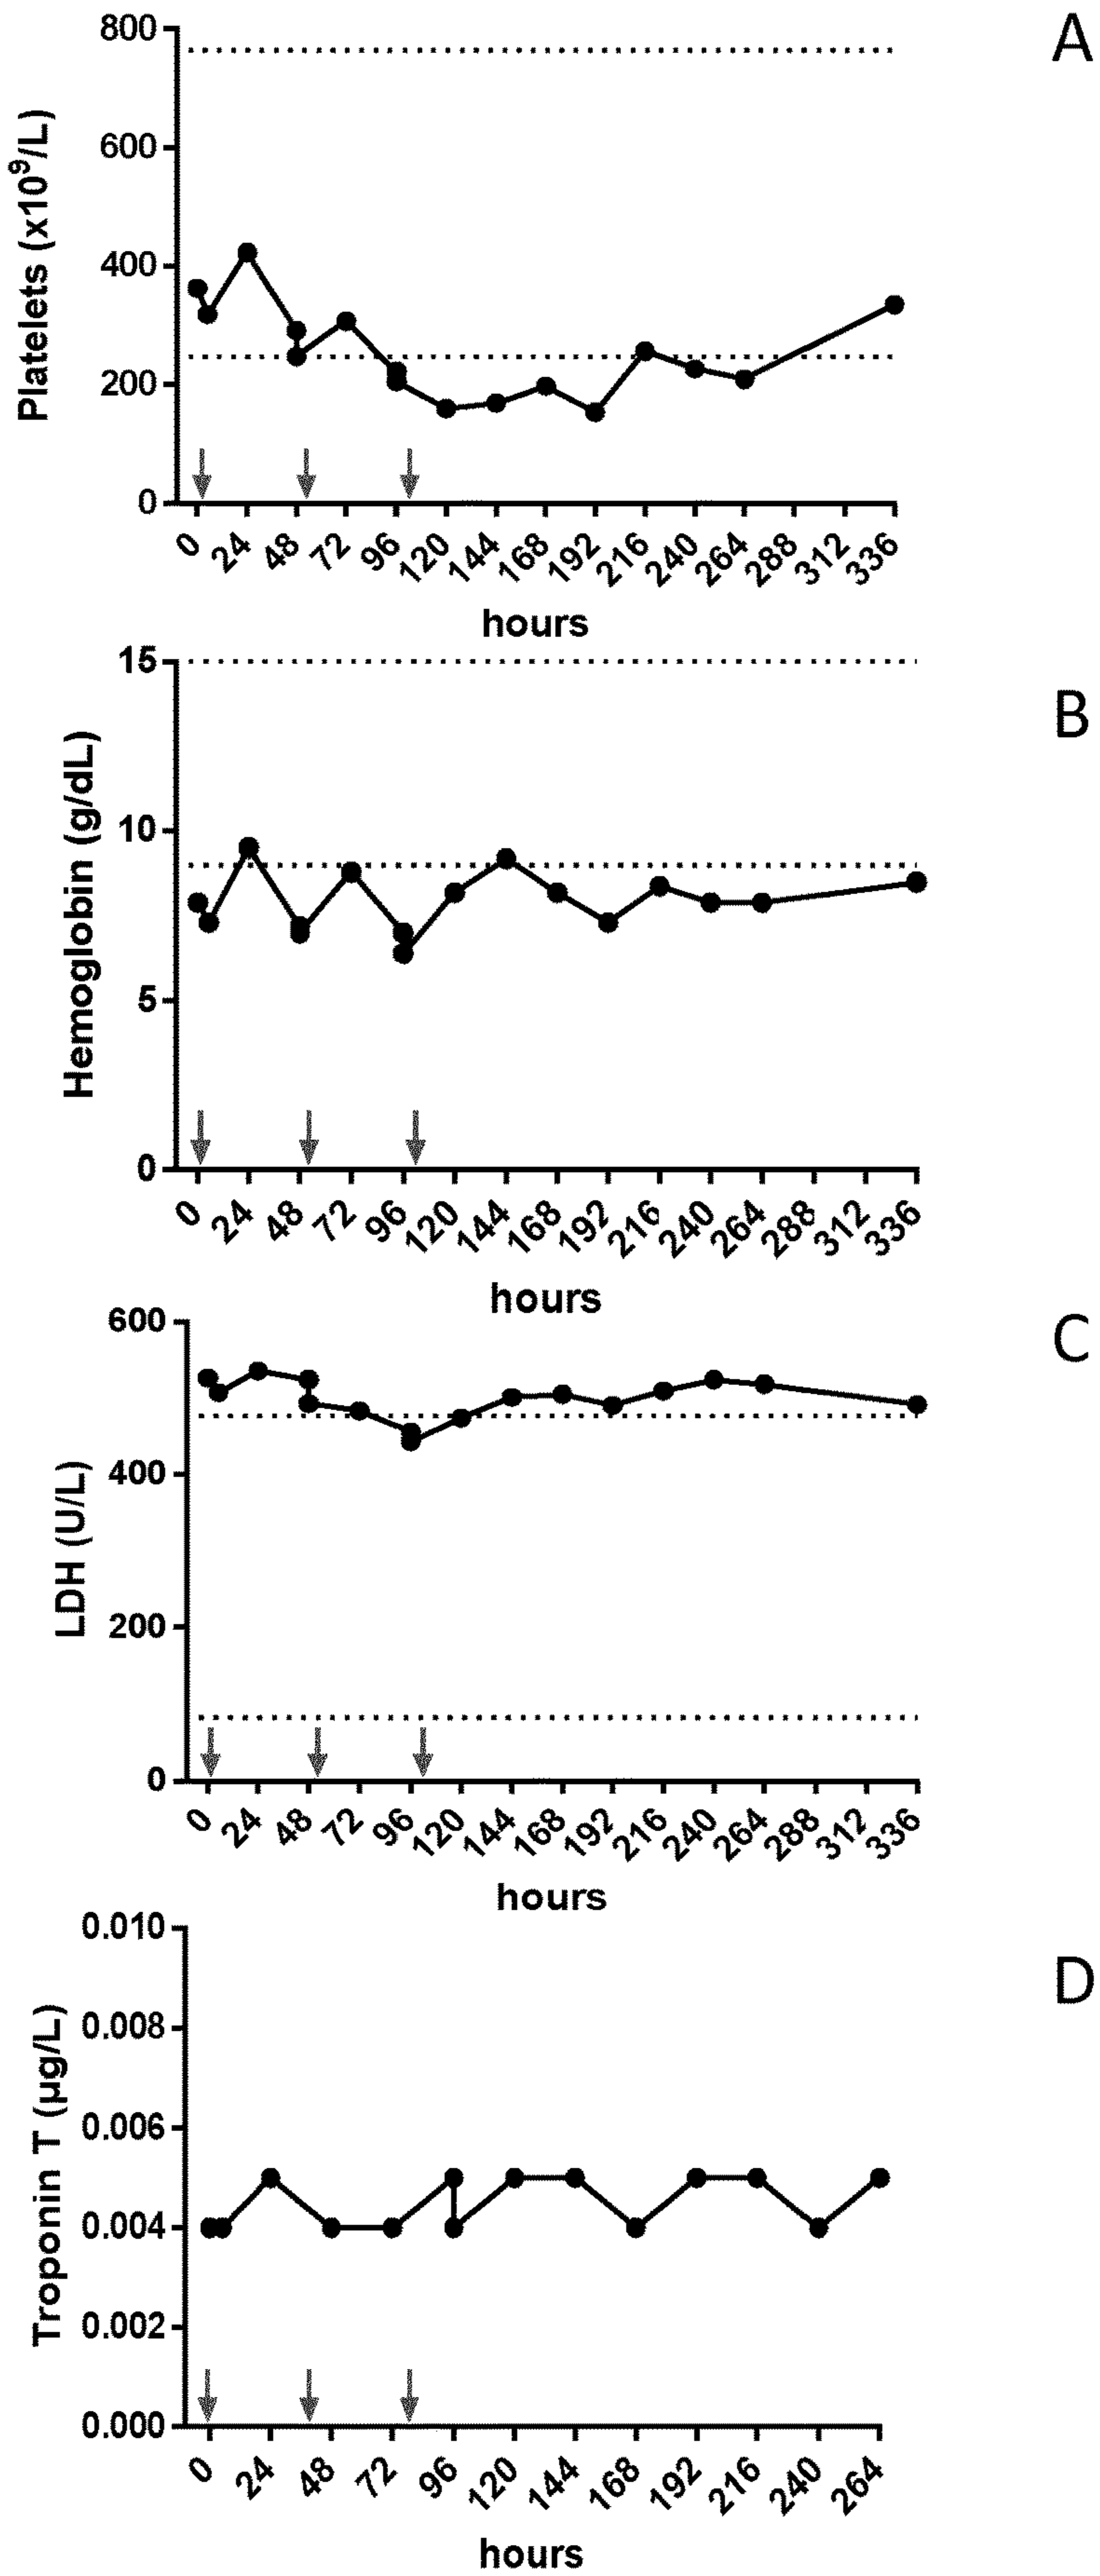 A
Platelets (x10⁹/L)
800
600
400
200
0
0 24 48 72 96 120 144 168 192 216 240 264 288 312 336
hours
B
Hemoglobin (g/dL)
15
10
5
0
0 24 48 72 96 120 144 168 192 216 240 264 288 312 336
hours
C
LDH (U/L)
600
400
200
0
0 24 48 72 96 120 144 168 192 216 240 264 288 312 336
hours
D
Troponin T (µg/L)
0.010
0.008
0.006
0.004
0.002
0.000
0 24 48 72 96 120 144 168 192 216 240 264
hours